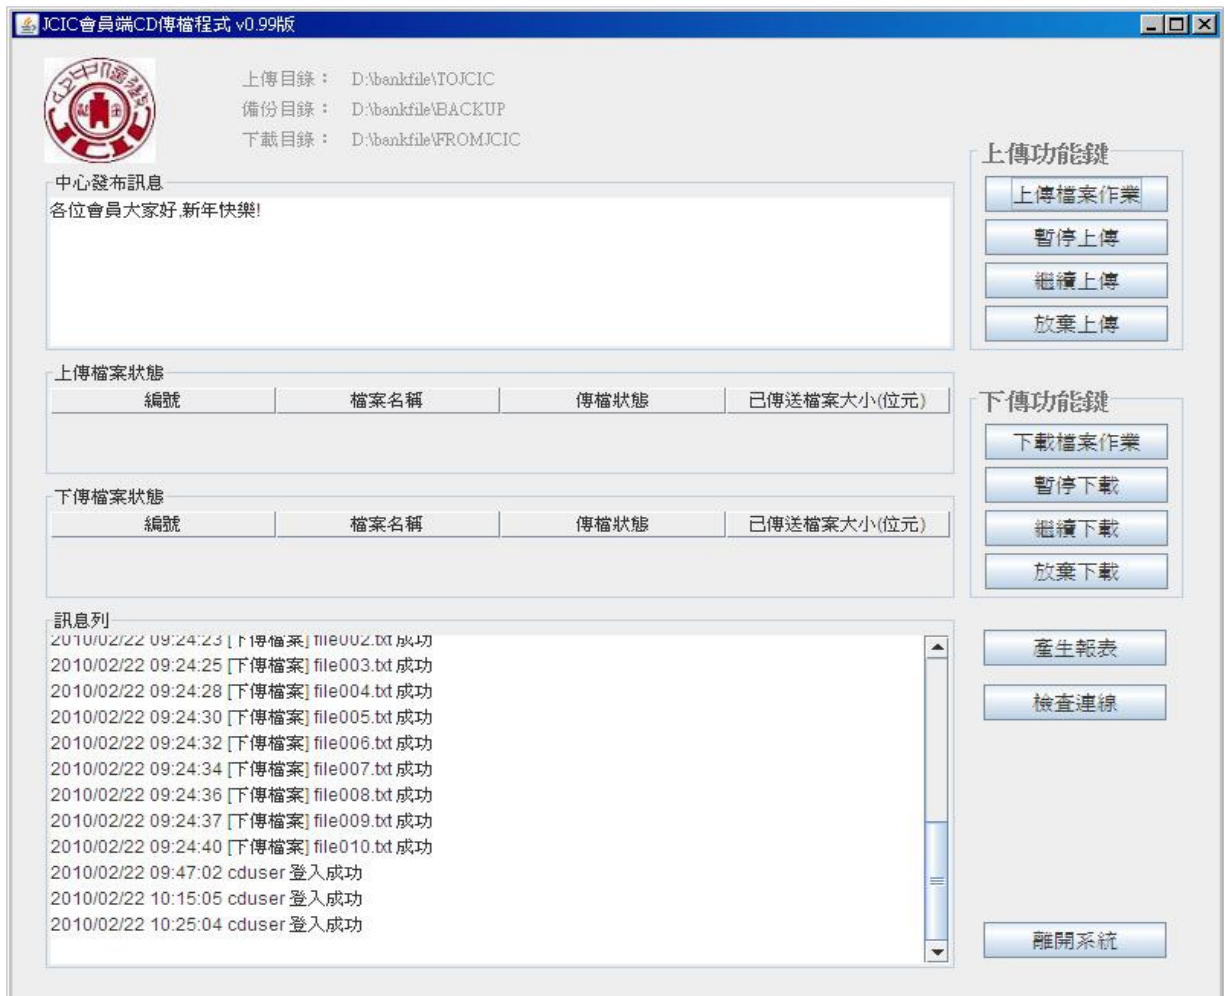 JCIC會員端CD傳檔程式 v0.99版
上傳目錄： D:\bankfile\TOJCIC
備份目錄： D:\bankfile\BACKUP
下載目錄： D:\bankfile\FROMJCIC
中心發布訊息
各位會員大家好,新年快樂!
上傳功能鍵
上傳檔案作業
暫停上傳
繼續上傳
放棄上傳
上傳檔案狀態
編號 檔案名稱 傳檔狀態 已傳送檔案大小(位元)
下傳檔案狀態
編號 檔案名稱 傳檔狀態 已傳送檔案大小(位元)
下傳功能鍵
下載檔案作業
暫停下載
繼續下載
放棄下載
訊息列
2010/02/22 09:24:23 [下傳檔案] file002.txt 成功
2010/02/22 09:24:25 [下傳檔案] file003.txt 成功
2010/02/22 09:24:28 [下傳檔案] file004.txt 成功
2010/02/22 09:24:30 [下傳檔案] file005.txt 成功
2010/02/22 09:24:32 [下傳檔案] file006.txt 成功
2010/02/22 09:24:34 [下傳檔案] file007.txt 成功
2010/02/22 09:24:36 [下傳檔案] file008.txt 成功
2010/02/22 09:24:37 [下傳檔案] file009.txt 成功
2010/02/22 09:24:40 [下傳檔案] file010.txt 成功
2010/02/22 09:47:02 cduser 登入成功
2010/02/22 10:15:05 cduser 登入成功
2010/02/22 10:25:04 cduser 登入成功
產生報表
檢查連線
離開系統